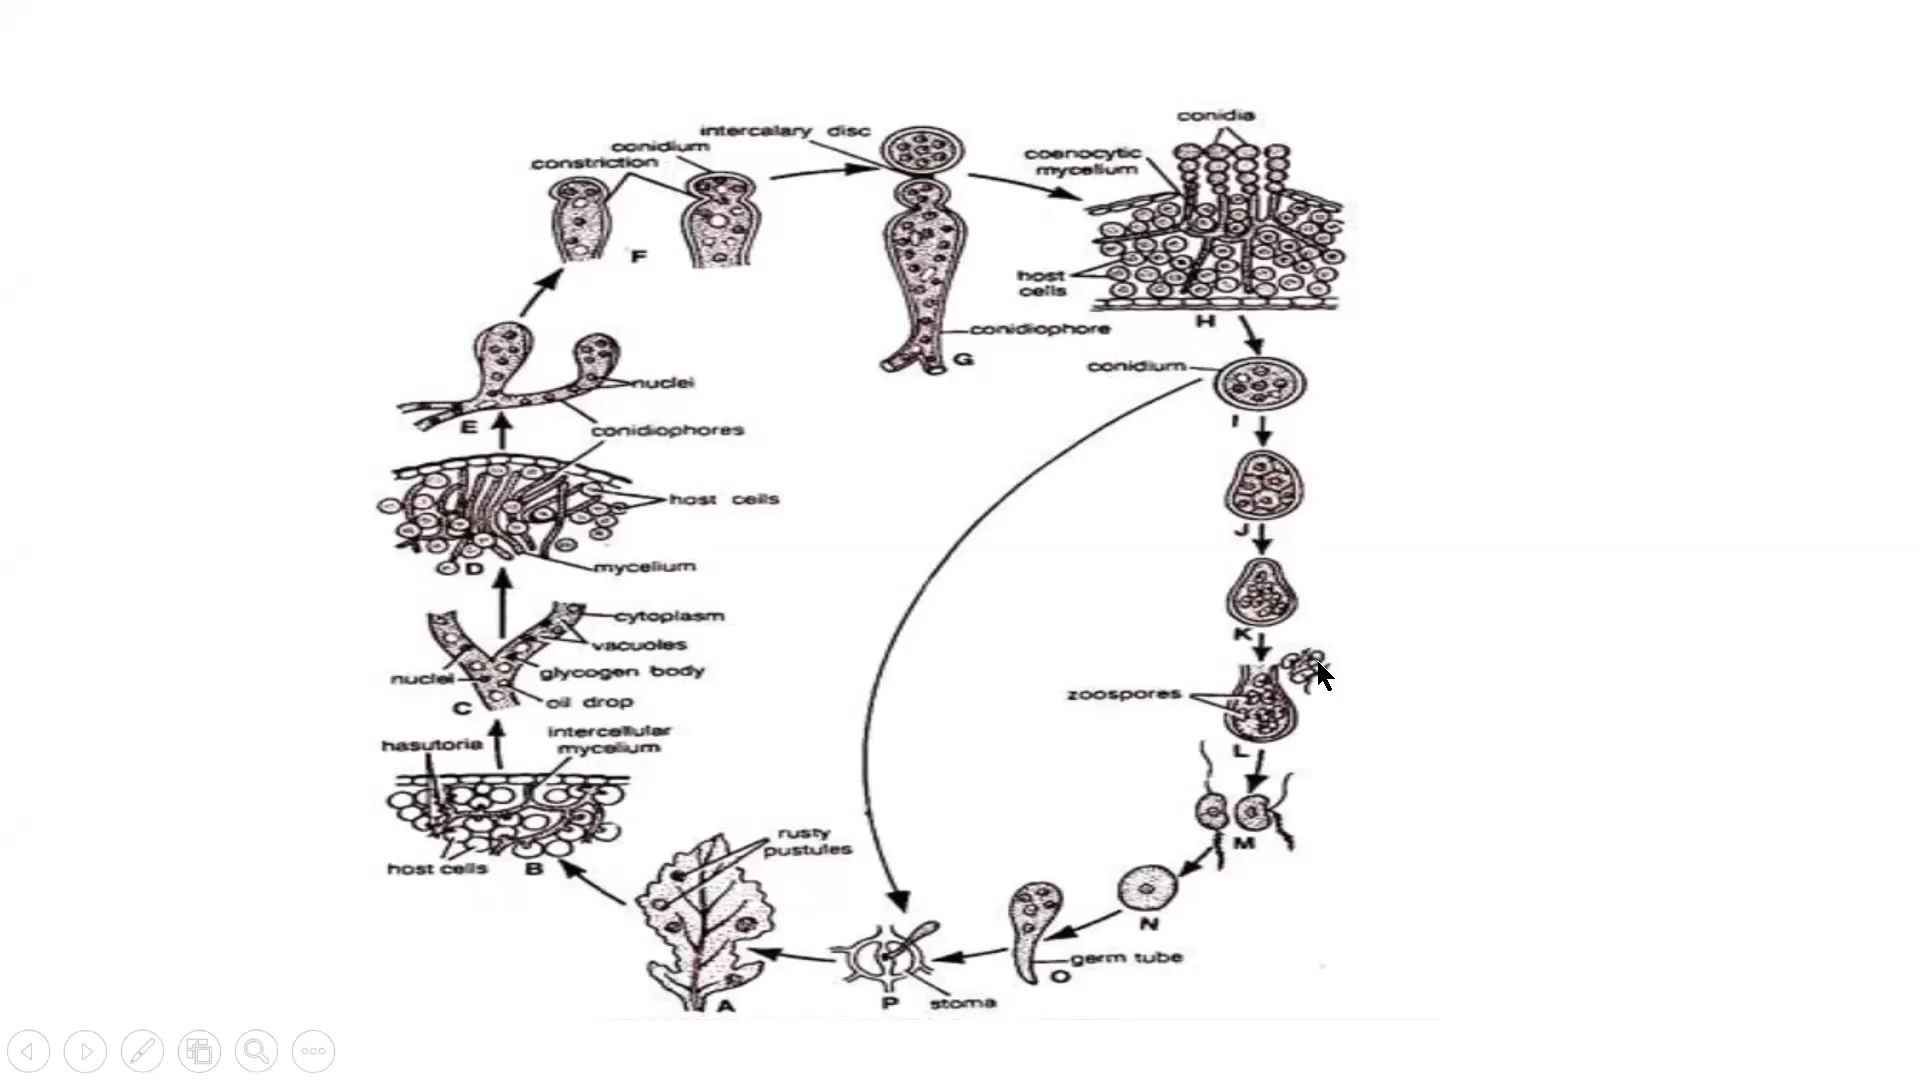 conidia
intercalary disc
conidium
constriction
coenocytic
mycelium
F
host
cells
conidiophore
G
H
conidium
nuclei
E
I
conidiophores
host cells
J
mycelium
D
cytoplasm
vacuoles
K
nuclei
glycogen body
zoospores
oil drop
C
intercellular
mycelium
hasutoria
L
rusty
pustules
M
host cells
B
N
germ tube
O
A
P
stoma